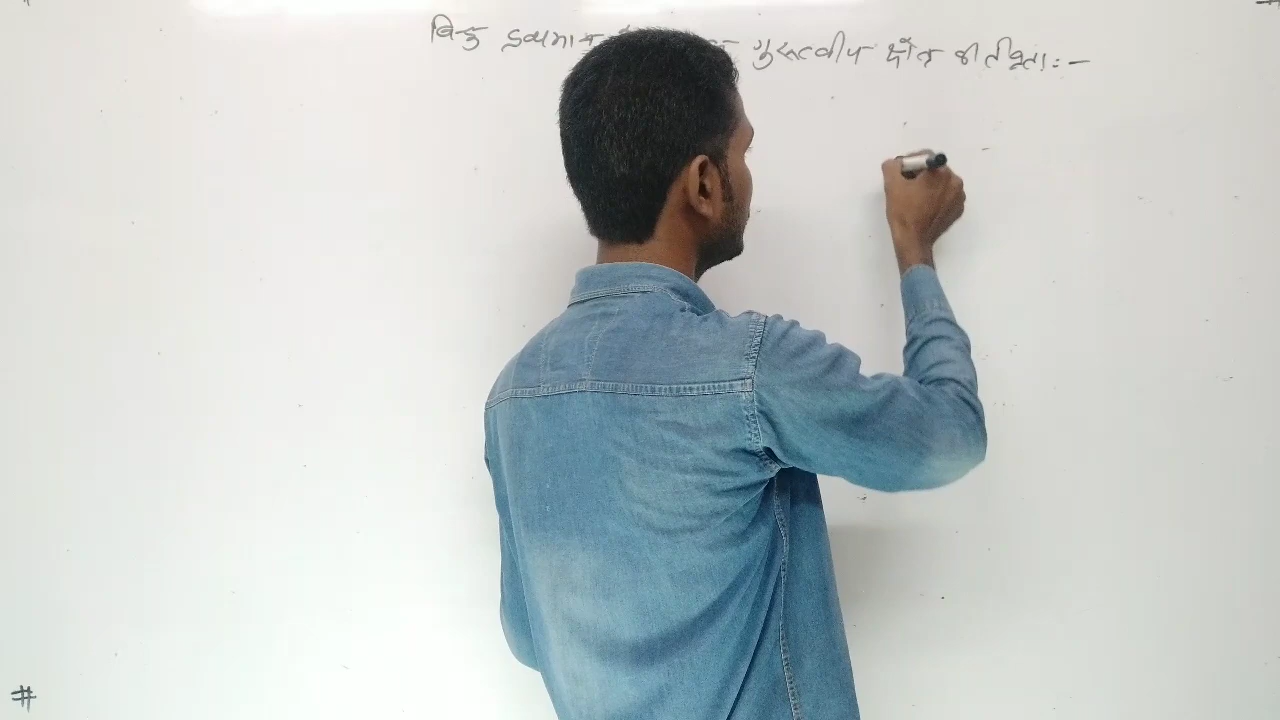 बिन्दु द्रव्यमान गुरुत्वीय क्षेत्र की तीव्रता:-
#